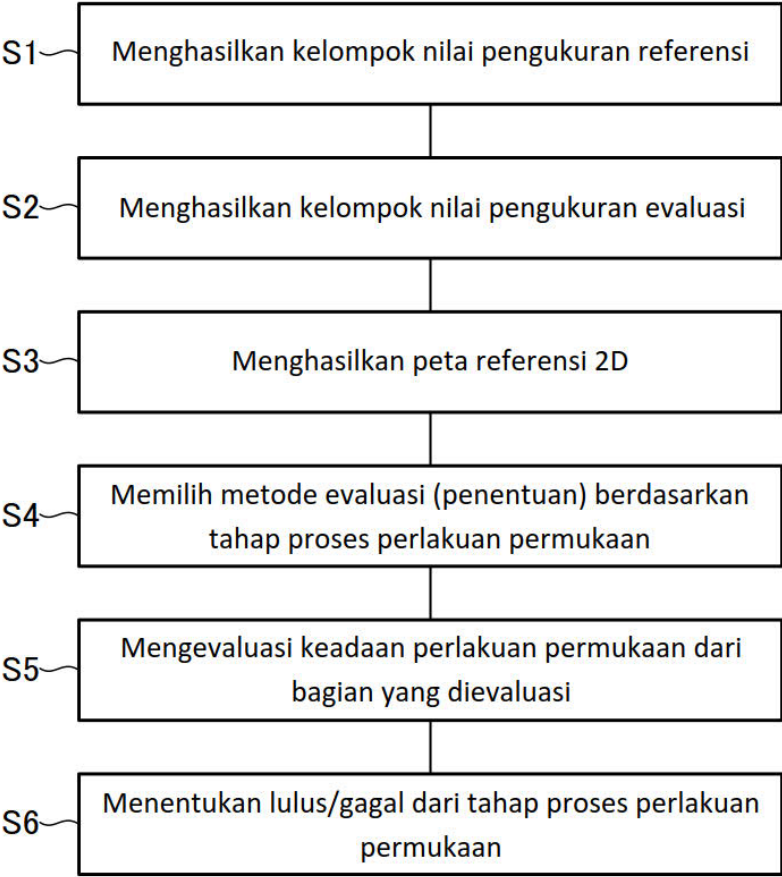 S1 Menghasilkan kelompok nilai pengukuran referensi
S2 Menghasilkan kelompok nilai pengukuran evaluasi
S3 Menghasilkan peta referensi 2D
S4 Memilih metode evaluasi (penentuan) berdasarkan
tahap proses perlakuan permukaan
S5 Mengevaluasi keadaan perlakuan permukaan dari
bagian yang dievaluasi
S6 Menentukan lulus/gagal dari tahap proses perlakuan
permukaan